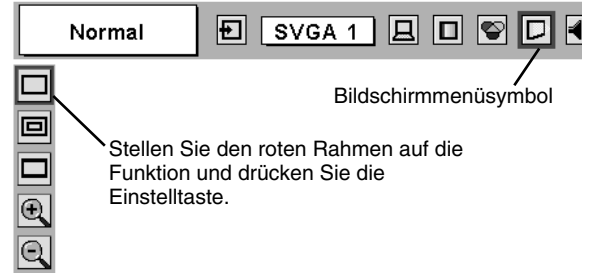 Normal
SVGA 1
Bildschirmmenüsymbol
Stellen Sie den roten Rahmen auf die
Funktion und drücken Sie die
Einstelltaste.